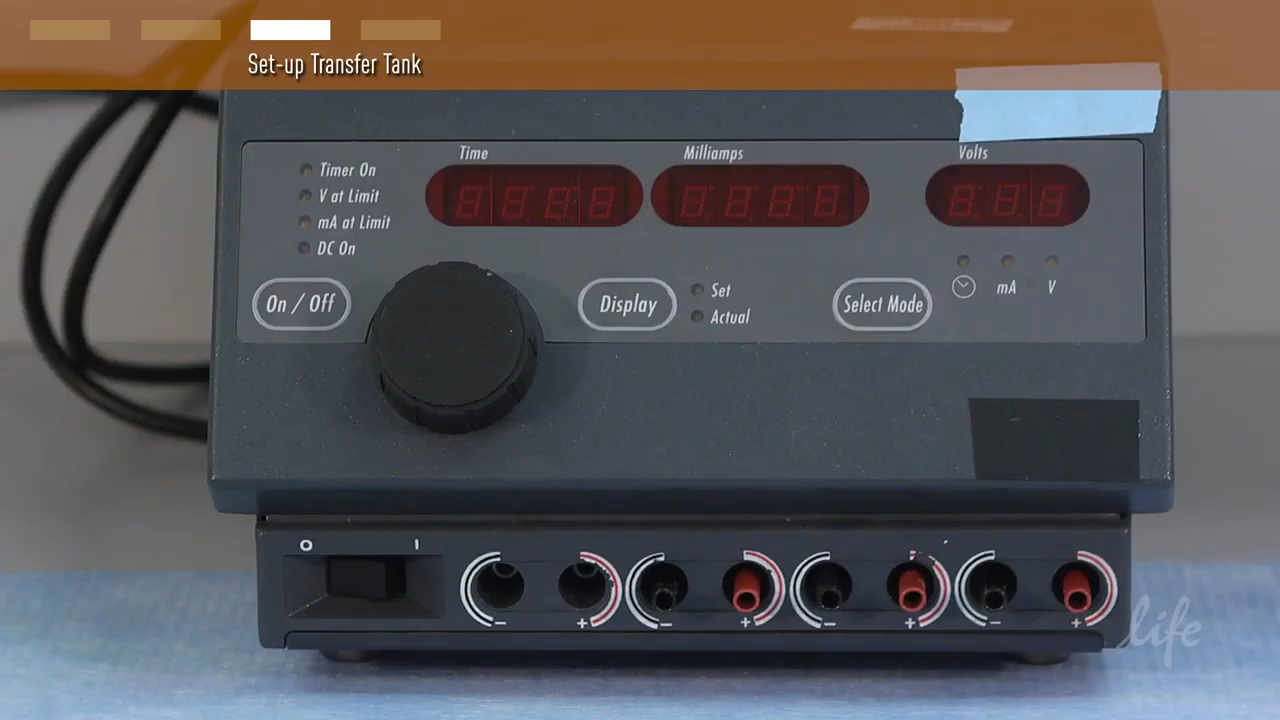 Set-up Transfer Tank
Time
Milliamps
Volts
Timer On
V at Limit
mA at Limit
DC On
On / Off
Display
Set
Actual
Select Mode
mA
V
O
I
- + - + - + - +
life